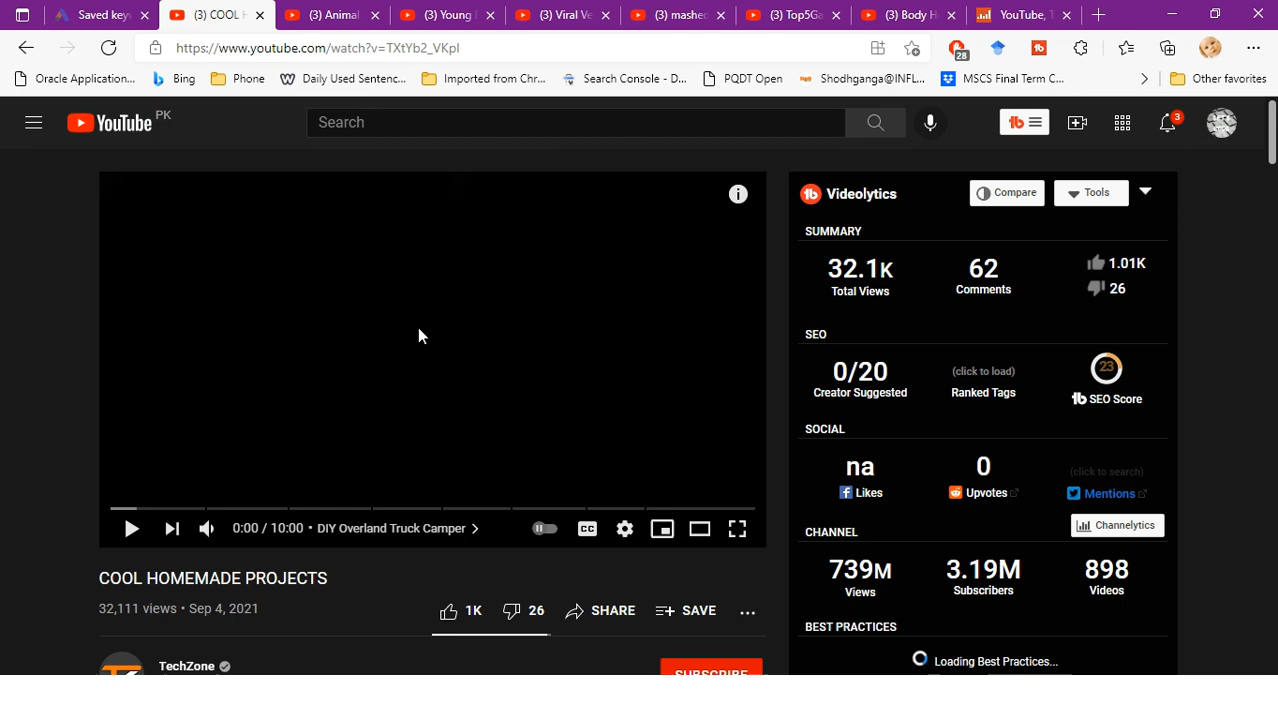 Saved key
(3) COOL H
(3) Animal
(3) Young
(3) Viral Ve
(3) mashe
(3) Top5Ga
(3) Body H
YouTube, T
https://www.youtube.com/watch?v=TXtYb2_VKpI
28
Oracle Application...
Bing
Phone
Daily Used Sentenc...
Imported from Chr...
Search Console - D...
PQDT Open
Shodhganga@INFL...
MSCS Final Term C...
Other favorites
YouTube PK
Search
3
Videolytics
Compare
Tools
SUMMARY
32.1K
62
1.01K
Total Views
Comments
26
SEO
0/20
(click to load)
23
Creator Suggested
Ranked Tags
SEO Score
SOCIAL
na
0
(click to search)
Likes
Upvotes
Mentions
CHANNEL
Channelytics
739M
3.19M
898
Views
Subscribers
Videos
BEST PRACTICES
Loading Best Practices...
0:00 / 10:00 • DIY Overland Truck Camper
CC
COOL HOMEMADE PROJECTS
32,111 views • Sep 4, 2021
1K
26
SHARE
SAVE
TechZone
SUBSCRIBE